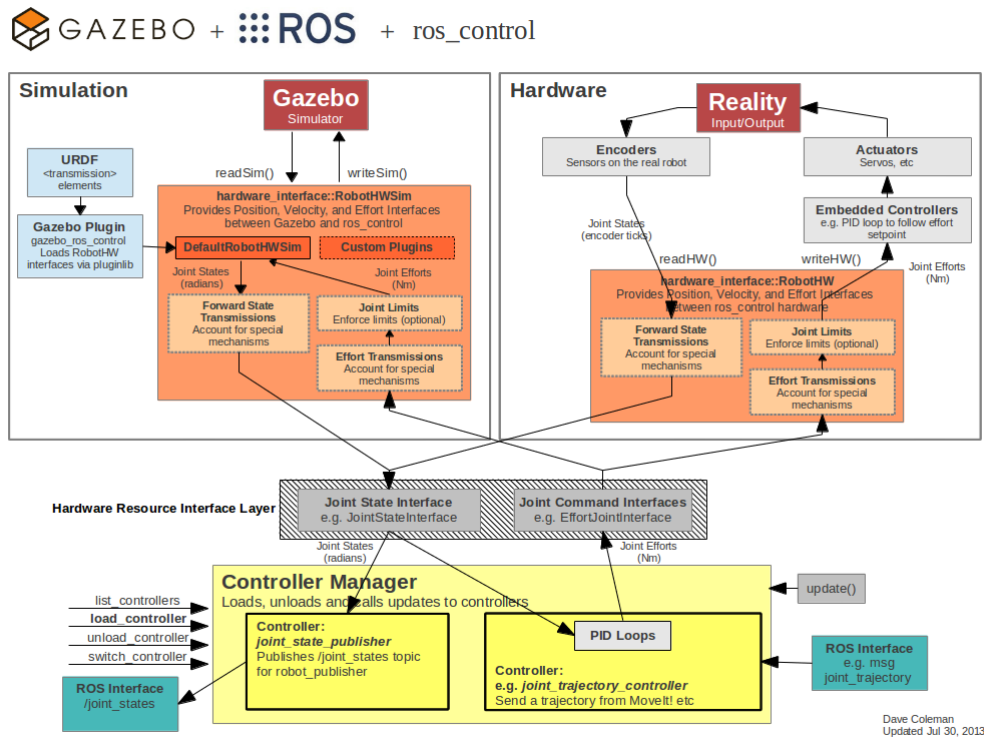 GAZEBO + ROS + ros_control
Simulation
Gazebo
Simulator
URDF
<transmission>
elements
readSim()
writeSim()
Gazebo Plugin
gazebo_ros_control
Loads RobotHW
interfaces via pluginlib
hardware_interface::RobotHWSim
Provides Position, Velocity, and Effort Interfaces
between Gazebo and ros_control
DefaultRobotHWSim
Custom Plugins
Joint States
(radians)
Joint Efforts
(Nm)
Forward State
Transmissions
Account for special
mechanisms
Joint Limits
Enforce limits (optional)
Effort Transmissions
Account for special
mechanisms
Hardware
Reality
Input/Output
Encoders
Sensors on the real robot
Actuators
Servos, etc
Embedded Controllers
e.g. PID loop to follow effort
setpoint
Joint States
(encoder ticks)
readHW()
writeHW()
Joint Efforts
(Nm)
hardware_interface::RobotHW
Provides Position, Velocity, and Effort Interfaces
between ros_control hardware
Forward State
Transmissions
Account for special
mechanisms
Joint Limits
Enforce limits (optional)
Effort Transmissions
Account for special
mechanisms
Hardware Resource Interface Layer
Joint State Interface
e.g. JointStateInterface
Joint Command Interfaces
e.g. EffortJointInterface
Joint States
(radians)
Joint Efforts
(Nm)
Controller Manager
Loads, unloads and calls updates to controllers
update()
list_controllers
load_controller
unload_controller
switch_controller
Controller:
joint_state_publisher
Publishes /joint_states topic
for robot_publisher
PID Loops
Controller:
e.g. joint_trajectory_controller
Send a trajectory from MoveIt! etc
ROS Interface
e.g. msg
joint_trajectory
ROS Interface
/joint_states
Dave Coleman
Updated Jul 30, 2013